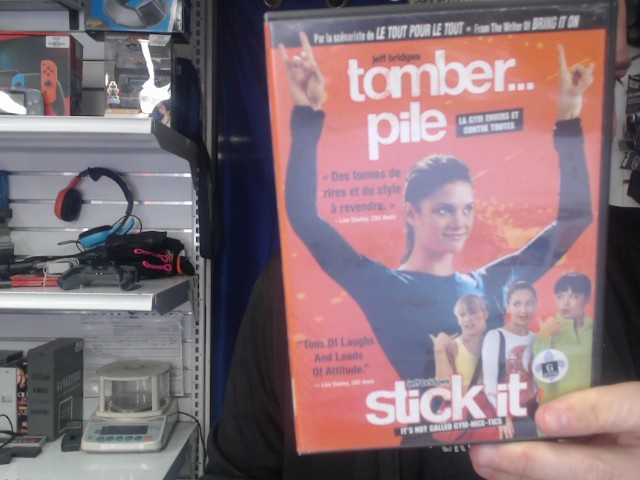 Par la scénariste de LE TOUT POUR LE TOUT • From The Writer Of BRING IT ON
jeff bridges
tomber...
pile
LA GYM ENVERS ET
CONTRE TOUTES
« Des tonnes de
rires et du style
à revendre. »
"Tons Of Laughs
And Loads
Of Attitude."
jeff bridges
stick it
IT'S NOT CALLED GYM-NICE-TICS
G